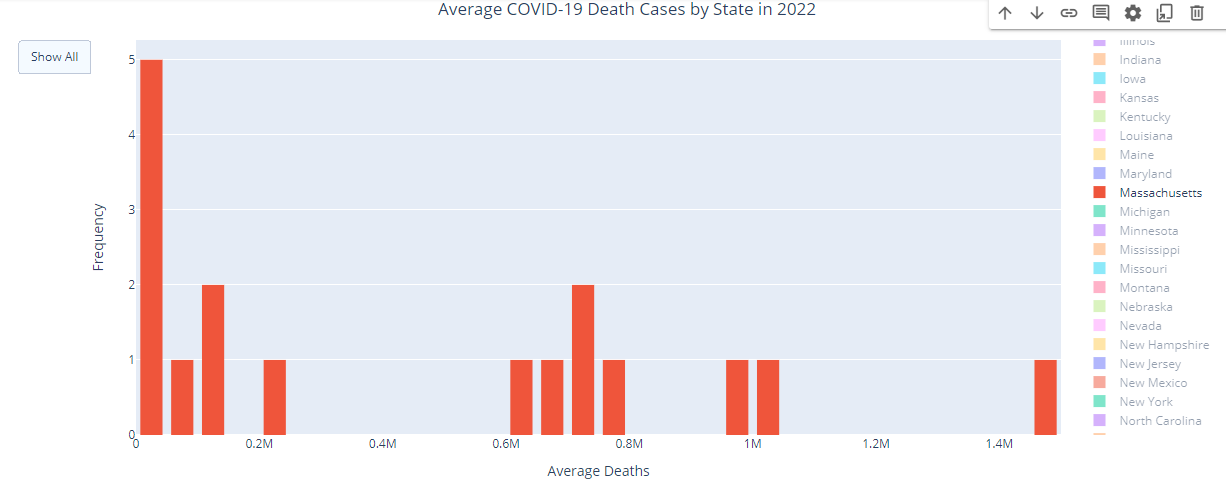 Average COVID-19 Death Cases by State in 2022
Show All
5
4
3
2
1
0
Frequency
0
0.2M
0.4M
0.6M
0.8M
1M
1.2M
1.4M
Average Deaths
Illinois
Indiana
Iowa
Kansas
Kentucky
Louisiana
Maine
Maryland
Massachusetts
Michigan
Minnesota
Mississippi
Missouri
Montana
Nebraska
Nevada
New Hampshire
New Jersey
New Mexico
New York
North Carolina